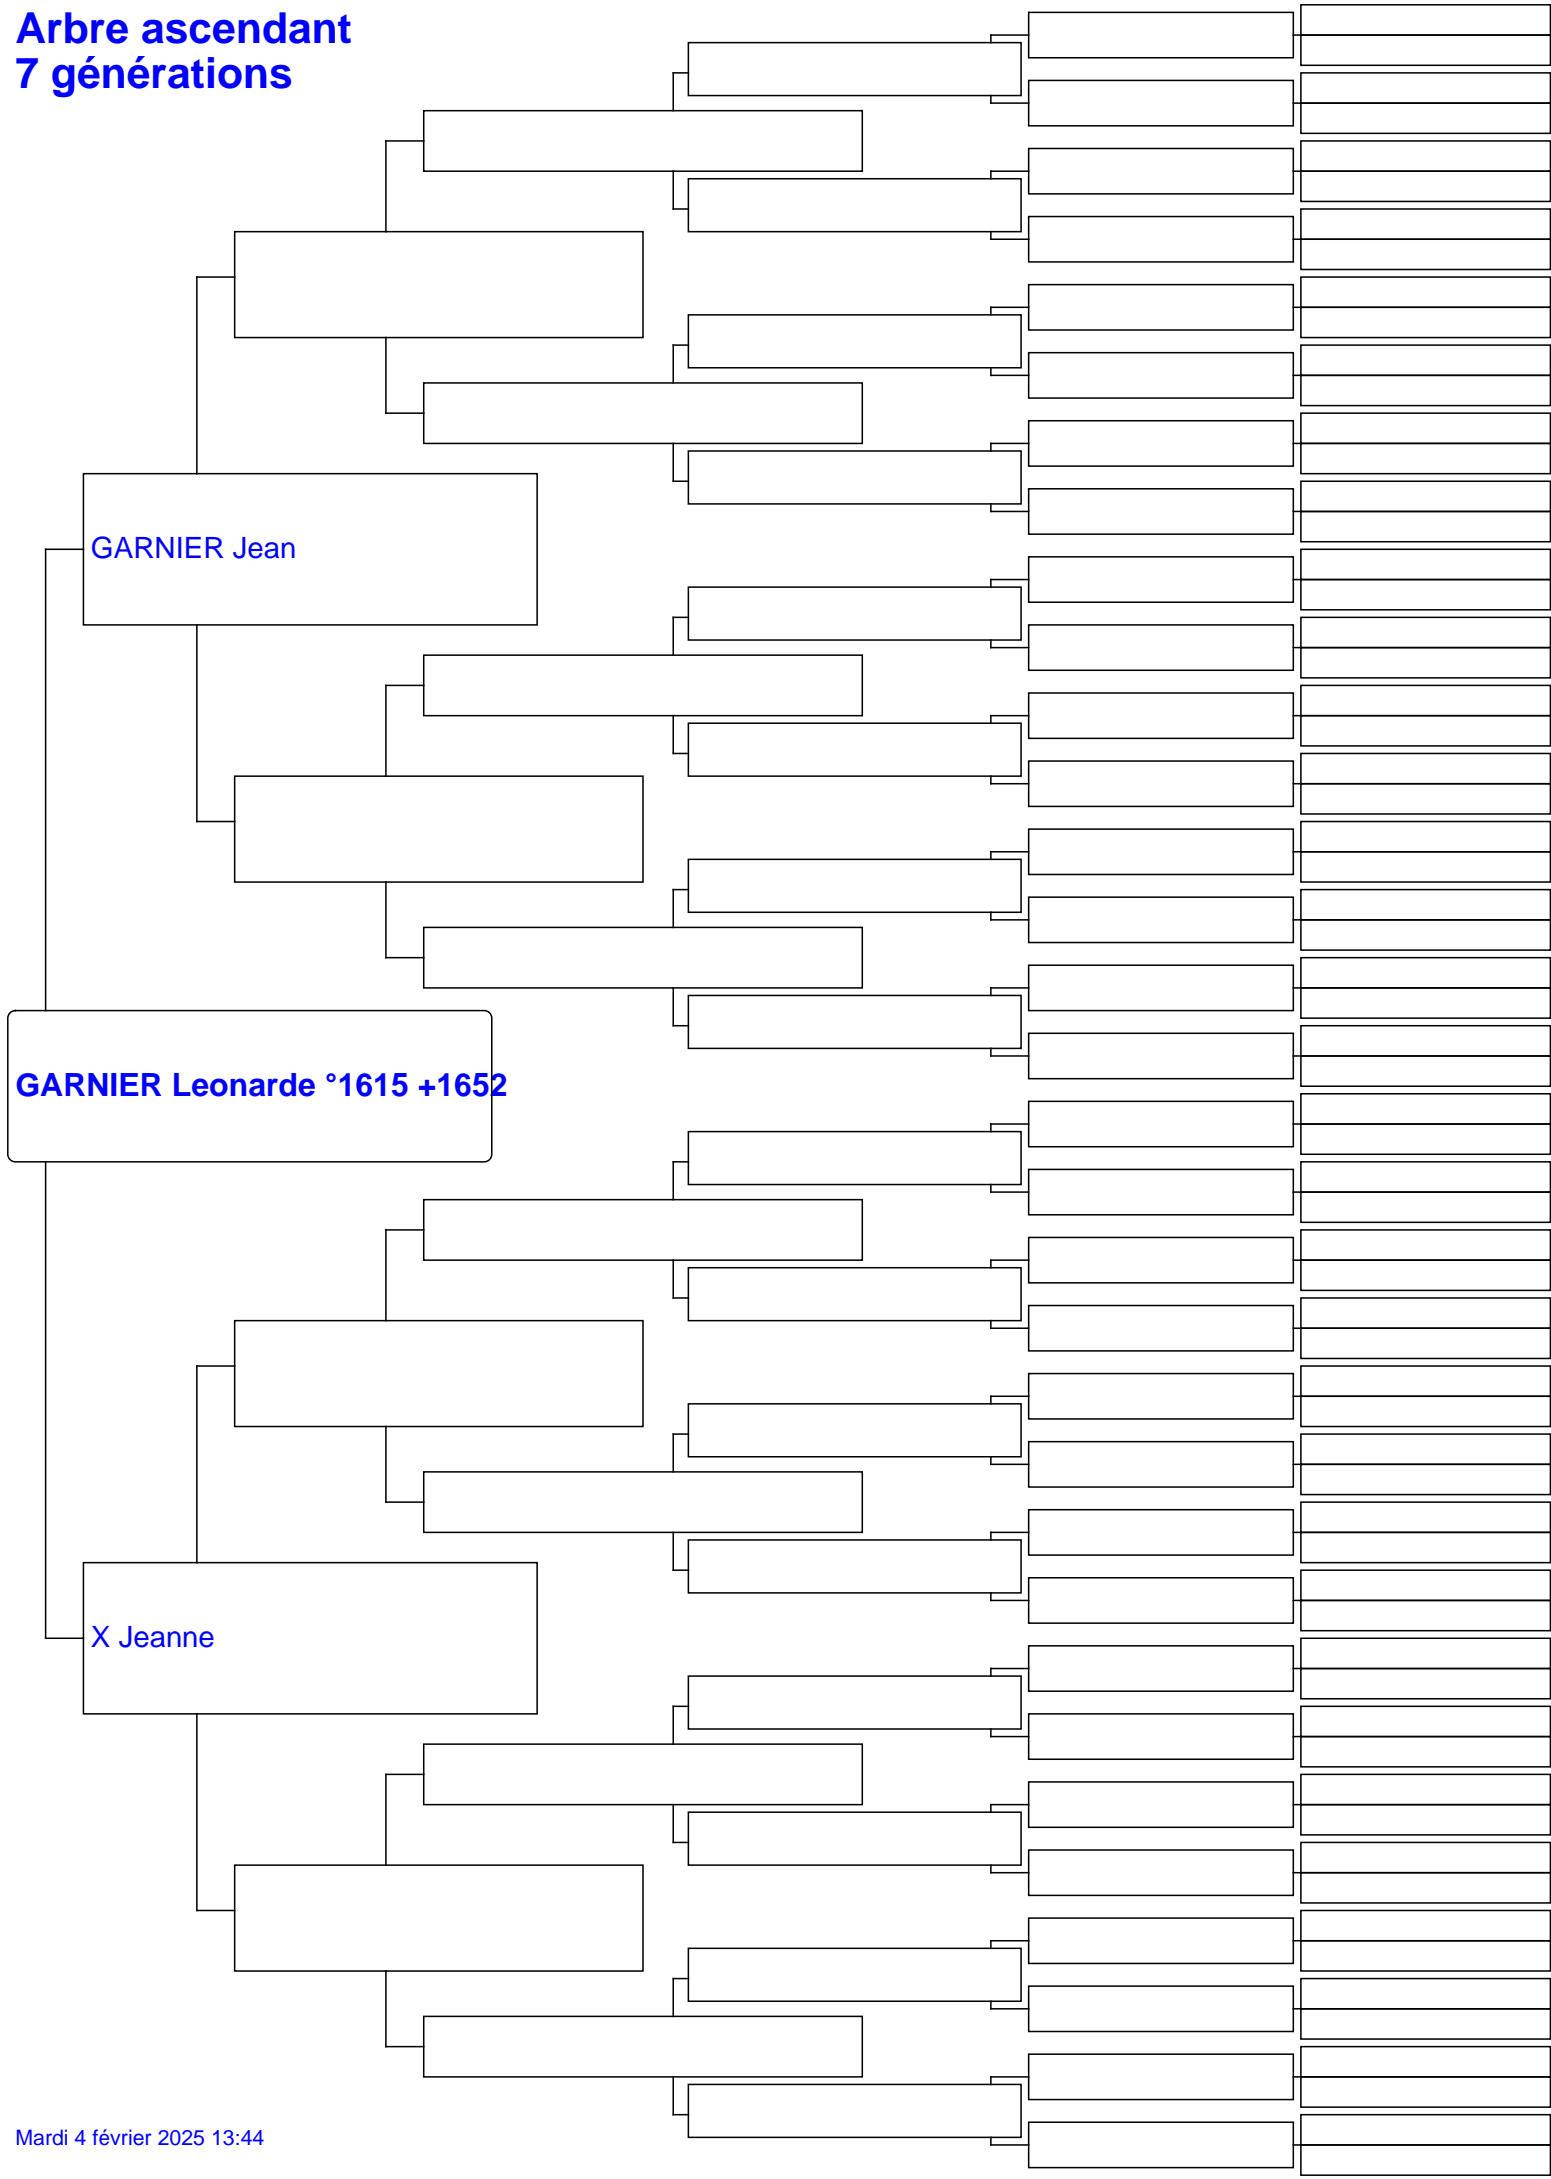 Arbre ascendant
7 générations
GARNIER Jean
GARNIER Leonarde °1615 +1652
X Jeanne
Mardi 4 février 2025 13:44